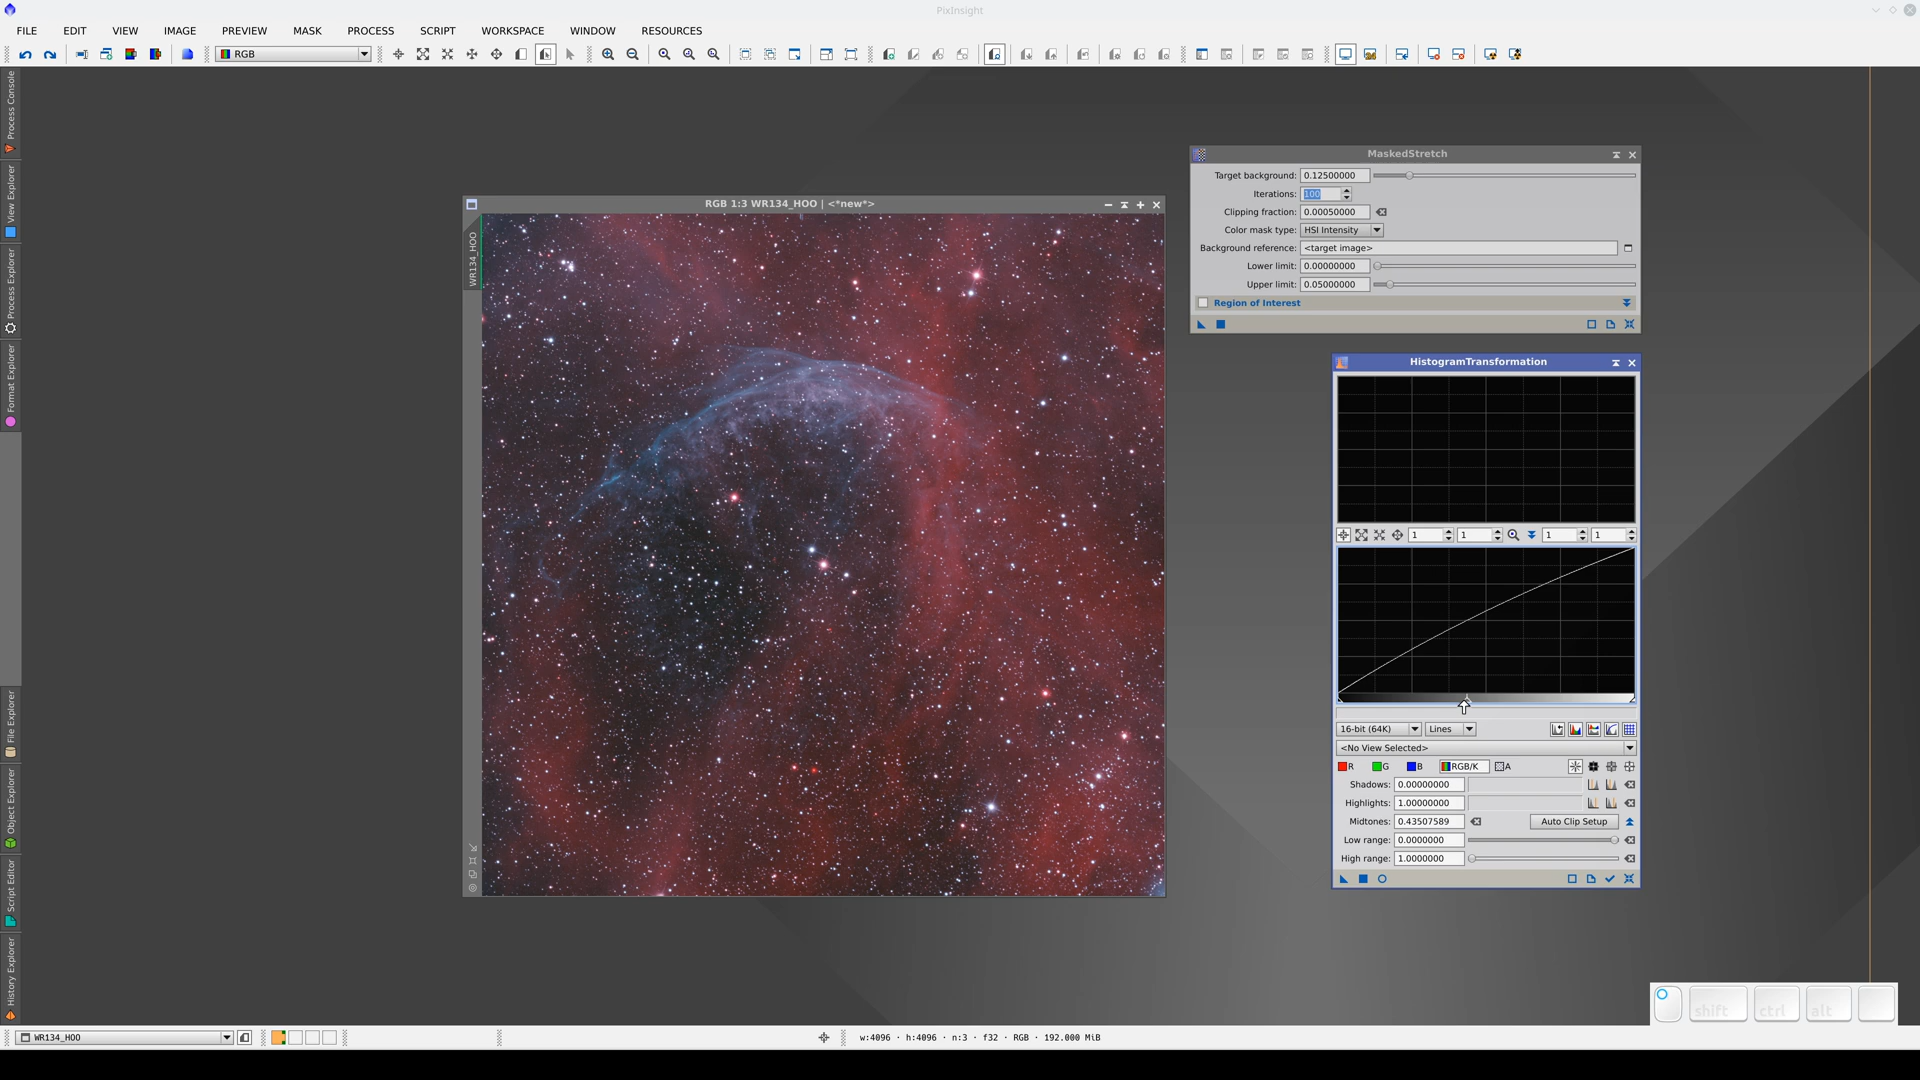 PixInsight
FILE EDIT VIEW IMAGE PREVIEW MASK PROCESS SCRIPT WORKSPACE WINDOW RESOURCES
RGB
Process Console
View Explorer
Process Explorer
Format Explorer
File Explorer
Object Explorer
Script Editor
History Explorer
RGB 1:3 WR134_HOO | <*new*>
WR134_HOO
MaskedStretch
Target background: 0.12500000
Iterations: 100
Clipping fraction: 0.00050000
Color mask type: HSI Intensity
Background reference: <target image>
Lower limit: 0.00000000
Upper limit: 0.05000000
Region of Interest
HistogramTransformation
1 1 1 1
16-bit (64K) Lines
<No View Selected>
R G B RGB/K A
Shadows: 0.00000000
Highlights: 1.00000000
Midtones: 0.43507589 Auto Clip Setup
Low range: 0.0000000
High range: 1.0000000
shift ctrl alt
WR134_HOO
w:4096 · h:4096 · n:3 · f32 · RGB · 192.000 MiB